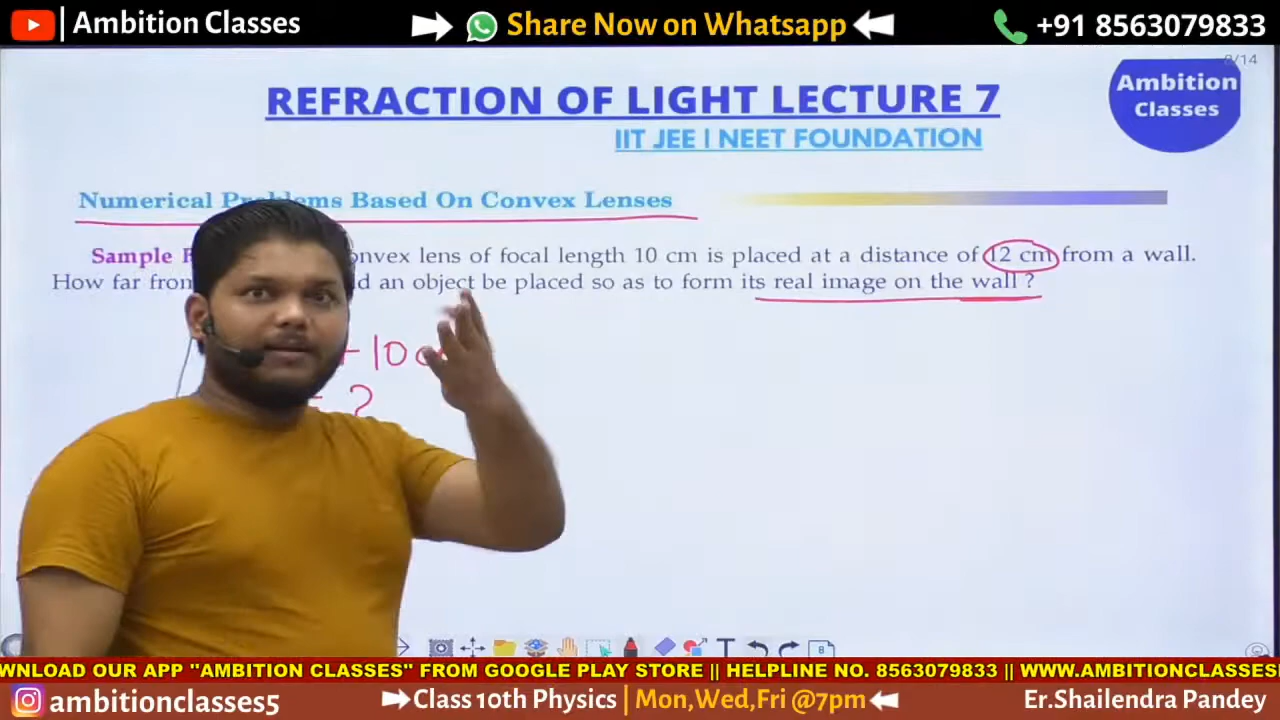 Ambition Classes
Share Now on Whatsapp
+91 8563079833
8/14
REFRACTION OF LIGHT LECTURE 7
Ambition
Classes
IIT JEE | NEET FOUNDATION
Numerical Problems Based On Convex Lenses
Sample convex lens of focal length 10 cm is placed at a distance of 12 cm from a wall.
How far from an object be placed so as to form its real image on the wall ?
+10
= ?
T
8
WNLOAD OUR APP "AMBITION CLASSES" FROM GOOGLE PLAY STORE || HELPLINE NO. 8563079833 || WWW.AMBITIONCLASSES
ambitionclasses5
Class 10th Physics | Mon,Wed,Fri @7pm
Er.Shailendra Pandey